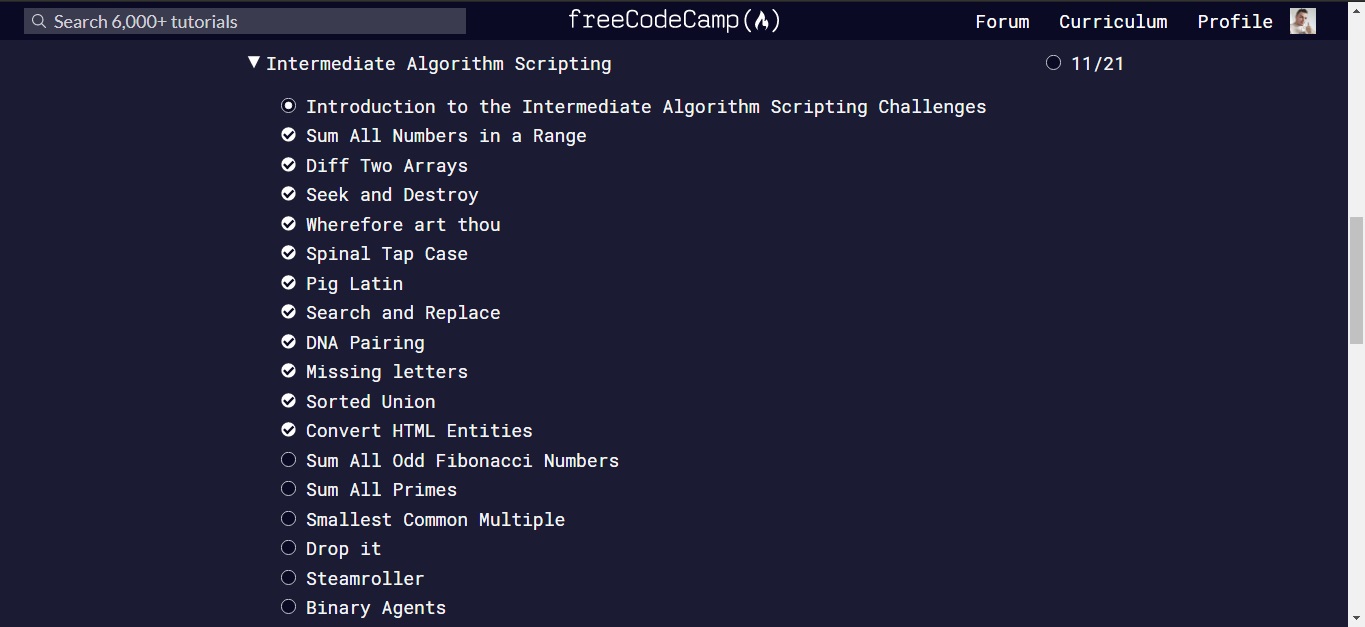 Search 6,000+ tutorials
freeCodeCamp(🔥)
Forum Curriculum Profile
Intermediate Algorithm Scripting 11/21
Introduction to the Intermediate Algorithm Scripting Challenges
Sum All Numbers in a Range
Diff Two Arrays
Seek and Destroy
Wherefore art thou
Spinal Tap Case
Pig Latin
Search and Replace
DNA Pairing
Missing letters
Sorted Union
Convert HTML Entities
Sum All Odd Fibonacci Numbers
Sum All Primes
Smallest Common Multiple
Drop it
Steamroller
Binary Agents